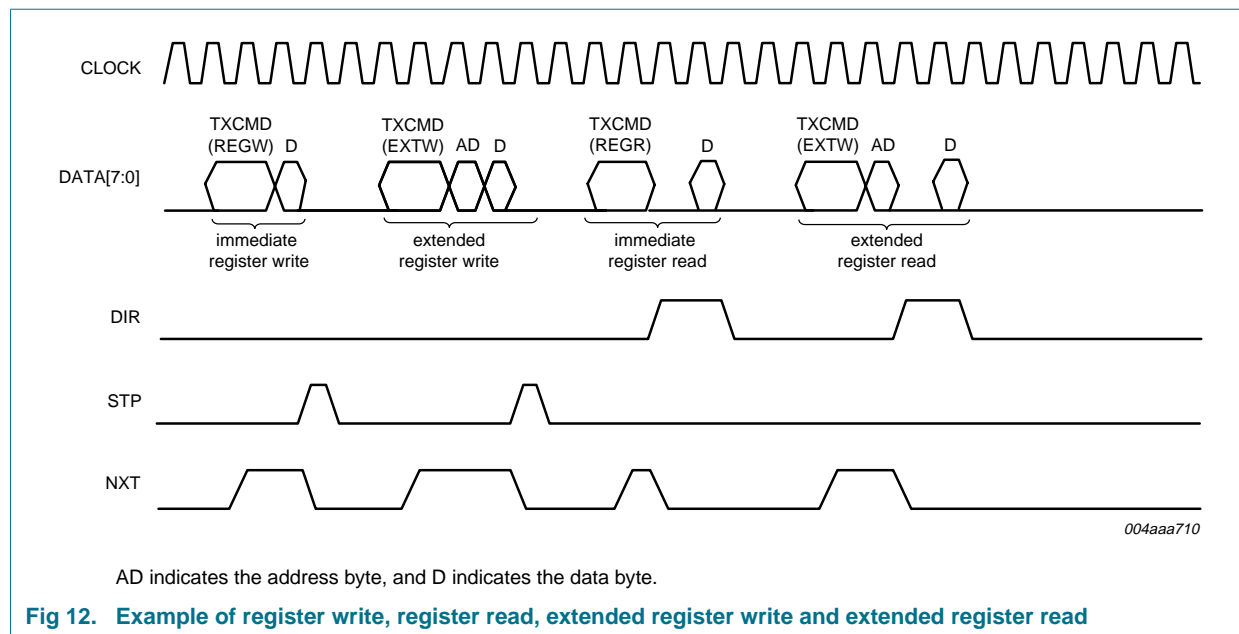 CLOCK
TXCMD TXCMD TXCMD TXCMD
(REGW) D (EXTW) AD D (REGR) D (EXTW) AD D
DATA[7:0]
immediate extended immediate extended
register write register write register read register read
DIR
STP
NXT
004aaa710
AD indicates the address byte, and D indicates the data byte.
Fig 12. Example of register write, register read, extended register write and extended register read